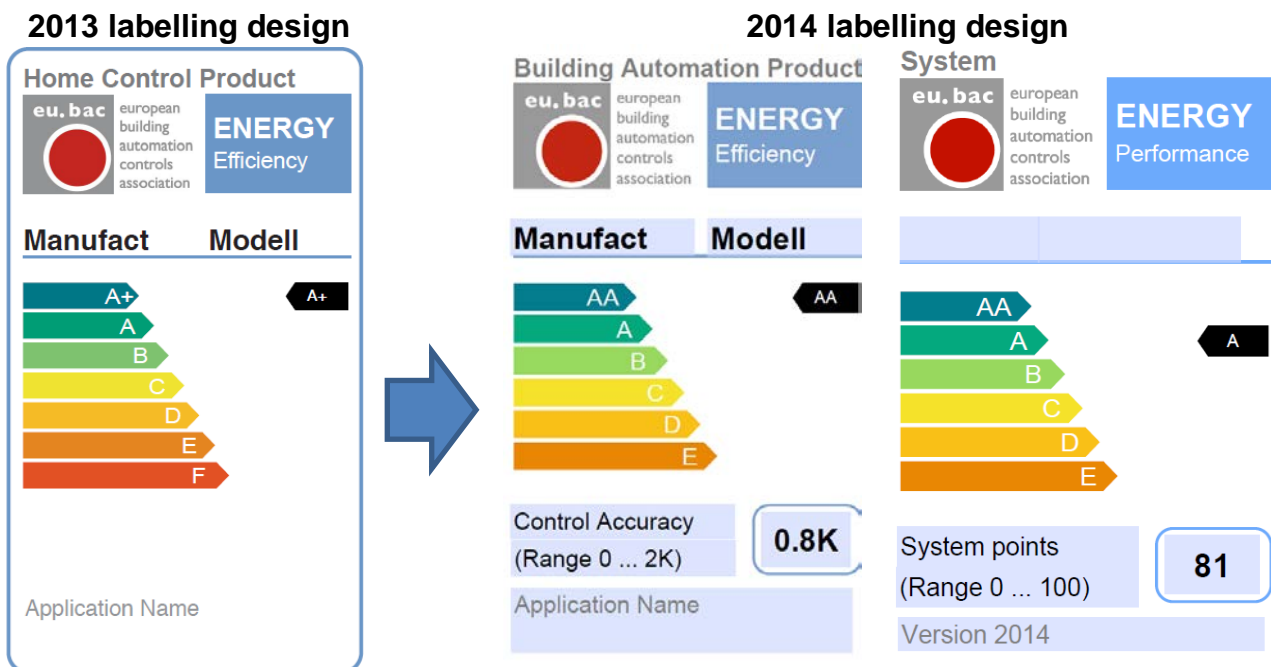 2013 labelling design
Home Control Product
eu.bac
european
building
automation
controls
association
ENERGY
Efficiency
Manufact Modell
A+ A+
A
B
C
D
E
F
Application Name
2014 labelling design
Building Automation Product
eu.bac
european
building
automation
controls
association
ENERGY
Efficiency
Manufact Modell
AA AA
A
B
C
D
E
Control Accuracy
(Range 0 ... 2K)
0.8K
Application Name
System
eu.bac
european
building
automation
controls
association
ENERGY
Performance
AA
A A
B
C
D
E
System points
(Range 0 ... 100)
81
Version 2014